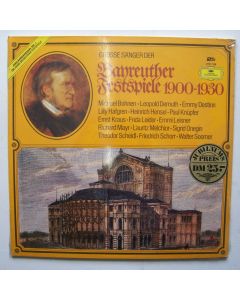 GROSSE SÄNGER DER
Bayreuther
Festspiele 1900-1930
Michael Bohnen · Leopold Demuth · Emmy Destinn
Lilly Hafgren · Heinrich Hensel · Paul Knüpfer
Ernst Kraus · Frida Leider · Emmi Leisner
Richard Mayr · Lauritz Melchior · Sigrid Onegin
Theodor Scheidl · Friedrich Schorr · Walter Soomer
JUBILÄUMS
PREIS
DM 25